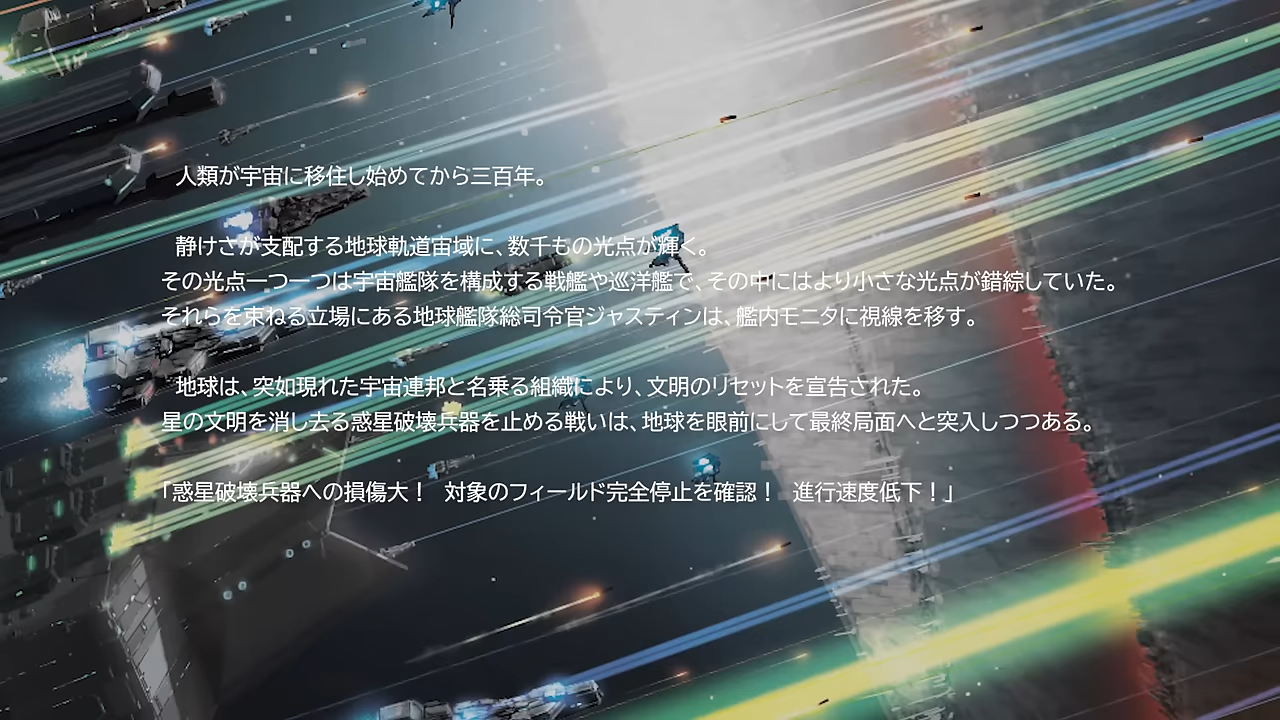 人類が宇宙に移住し始めてから三百年。
静けさが支配する地球軌道宙域に、数千もの光点が輝く。
その光点一つ一つは宇宙艦隊を構成する戦艦や巡洋艦で、その中にはより小さな光点が錯綜していた。
それらを束ねる立場にある地球艦隊総司令官ジャスティンは、艦内モニタに視線を移す。
地球は、突如現れた宇宙連邦と名乗る組織により、文明のリセットを宣告された。
星の文明を消し去る惑星破壊兵器を止める戦いは、地球を眼前にして最終局面へと突入しつつある。
「惑星破壊兵器への損傷大！　対象のフィールド完全停止を確認！　進行速度低下！」